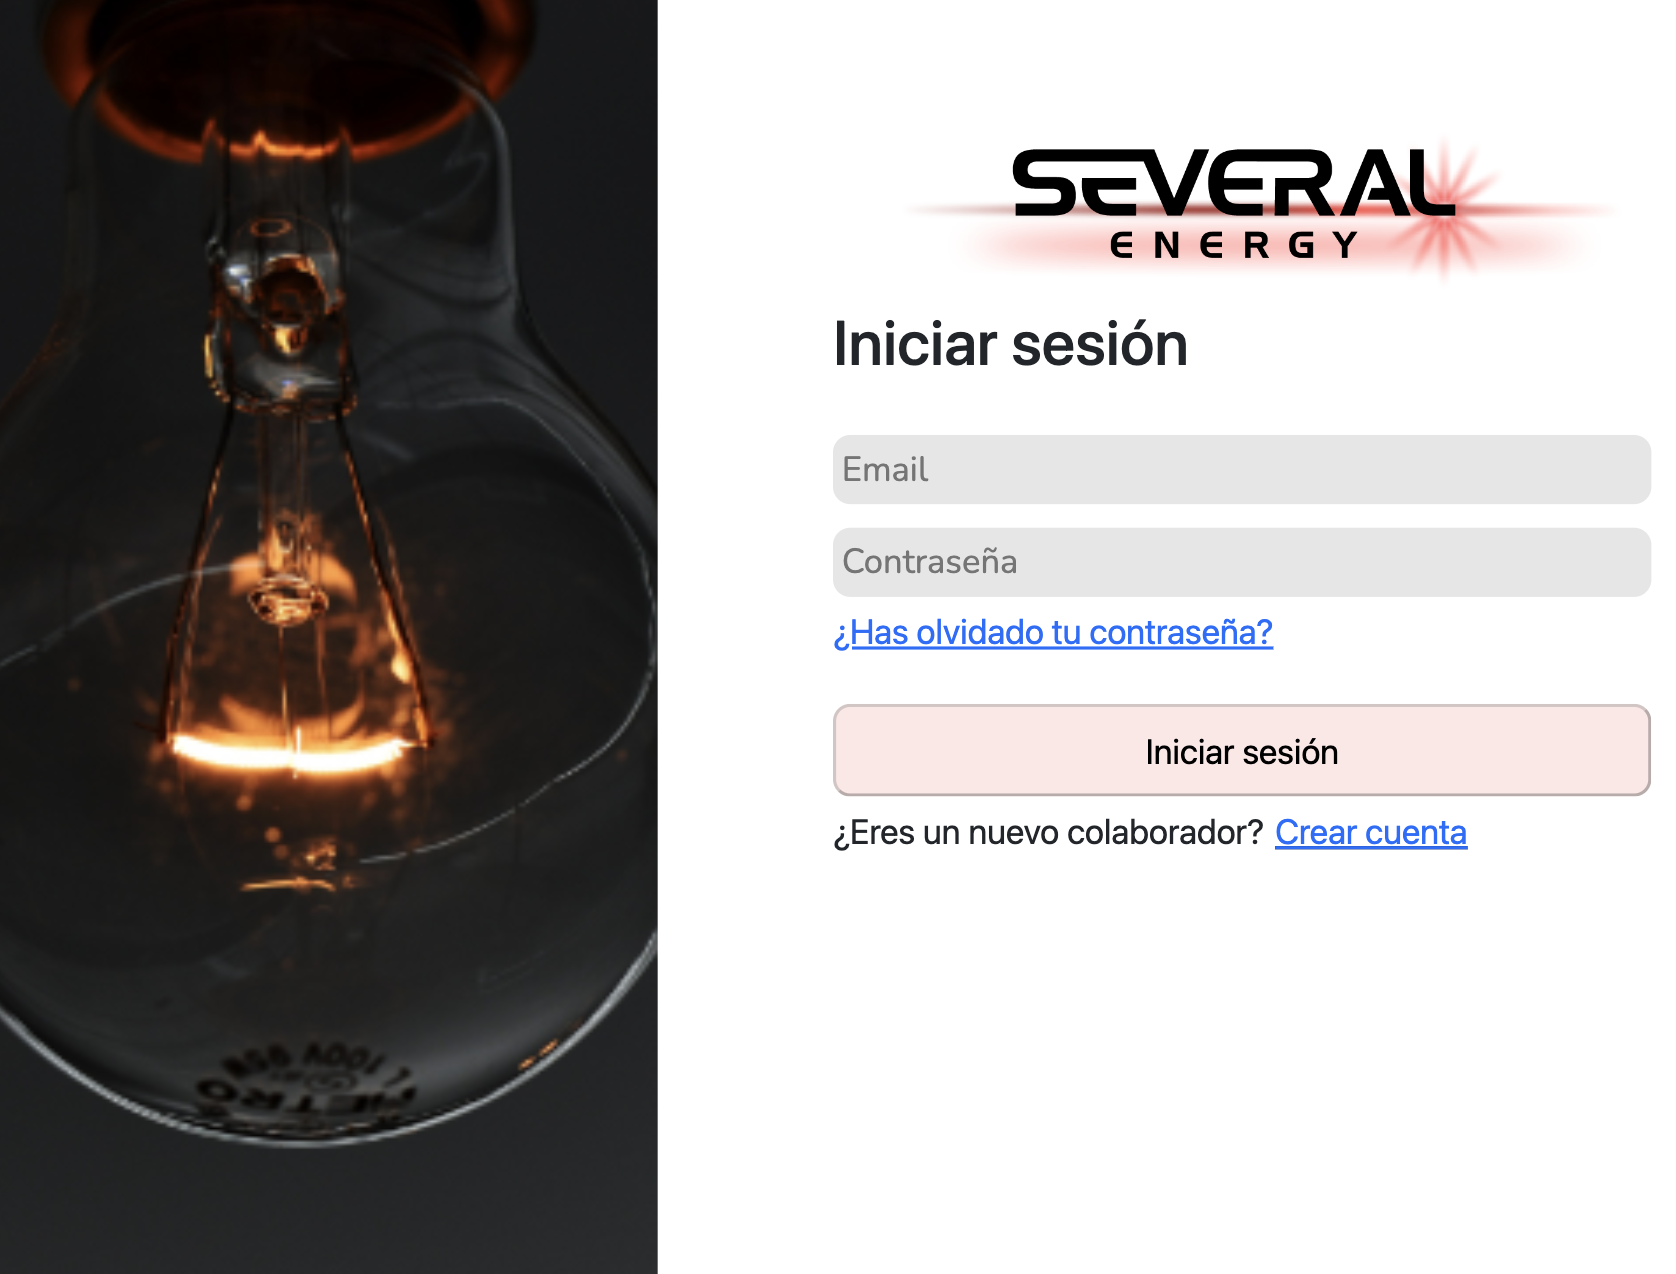 SEVERAL
ENERGY
Iniciar sesión
Email
Contraseña
¿Has olvidado tu contraseña?
Iniciar sesión
¿Eres un nuevo colaborador? Crear cuenta